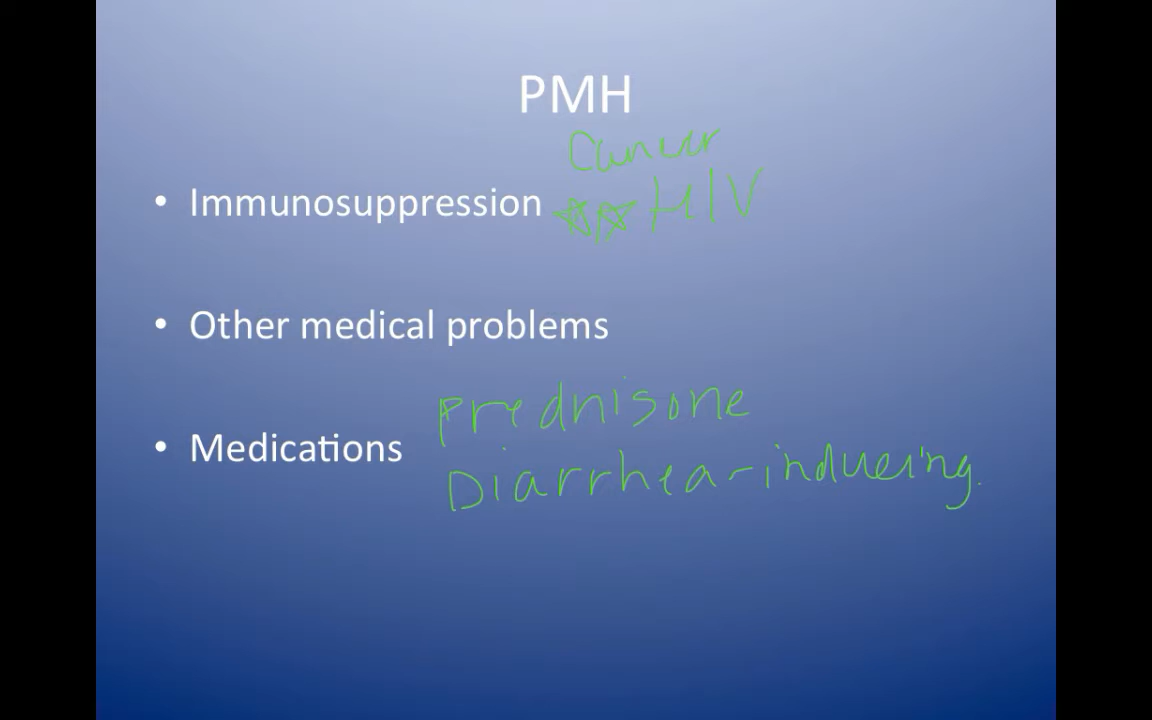 PMH
Cancer
• Immunosuppression HIV
• Other medical problems
Prednisone
• Medications
Diarrhea-inducing.